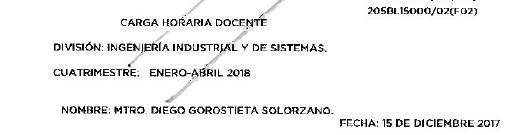 205BL15000/02(F02)
CARGA HORARIA DOCENTE
DIVISIÓN: INGENIERÍA INDUSTRIAL Y DE SISTEMAS.
CUATRIMESTRE: ENERO-ABRIL 2018
NOMBRE: MTRO. DIEGO GOROSTIETA SOLORZANO.
FECHA: 15 DE DICIEMBRE 2017